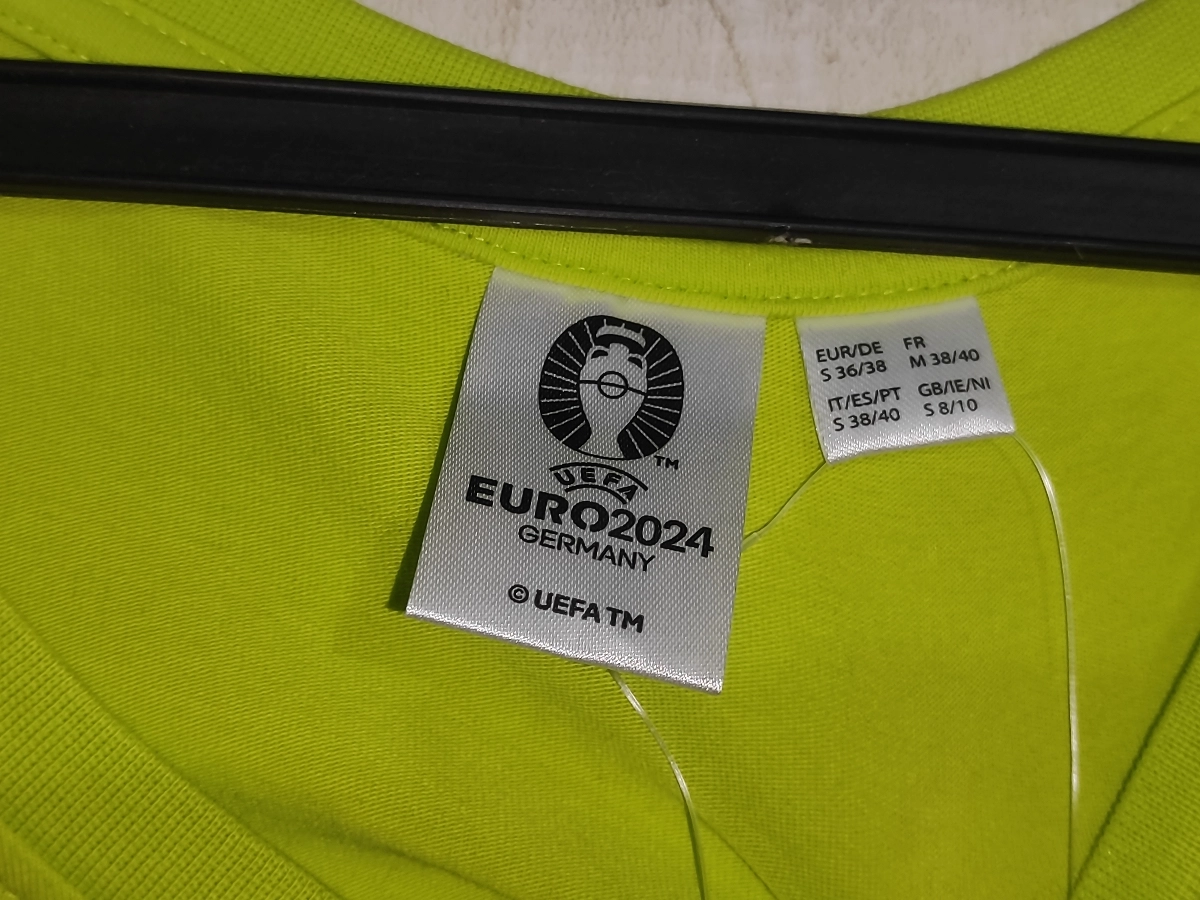 TM
UEFA
EURO2024
GERMANY
© UEFA TM
EUR/DE FR
S 36/38 M 38/40
IT/ES/PT GB/IE/NI
S 38/40 S 8/10